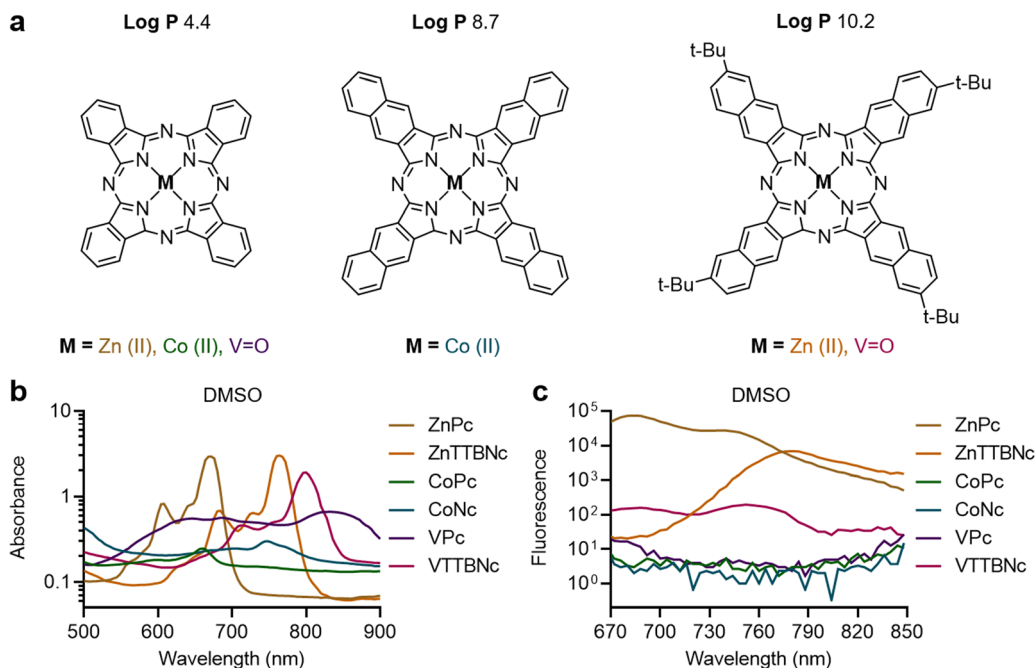 a
Log P 4.4
Log P 8.7
Log P 10.2
t-Bu
t-Bu
N
N
N
N
N
N
N
N
M
N
N
N
N
N
N
N
N
M
N
N
N
N
N
N
N
N
M
t-Bu
t-Bu
M = Zn (II), Co (II), V=O
M = Co (II)
M = Zn (II), V=O
b
DMSO
10
1
0.1
Absorbance
500
600
700
800
900
Wavelength (nm)
ZnPc
ZnTTBNc
CoPc
CoNc
VPc
VTTBNc
c
DMSO
10^5
10^4
10^3
10^2
10^1
10^0
Fluorescence
670
700
730
760
790
820
850
Wavelength (nm)
ZnPc
ZnTTBNc
CoPc
CoNc
VPc
VTTBNc